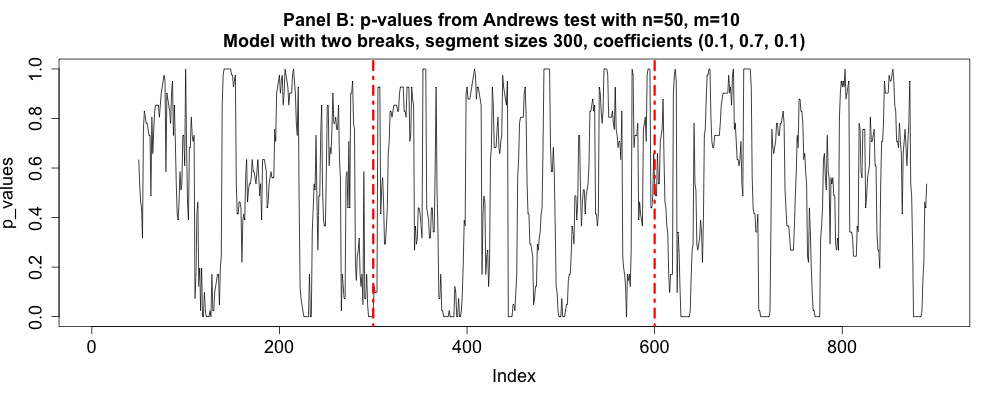 Panel B: p-values from Andrews test with n=50, m=10
Model with two breaks, segment sizes 300, coefficients (0.1, 0.7, 0.1)
p_values
1.0
0.8
0.6
0.4
0.2
0.0
0
200
400
600
800
Index